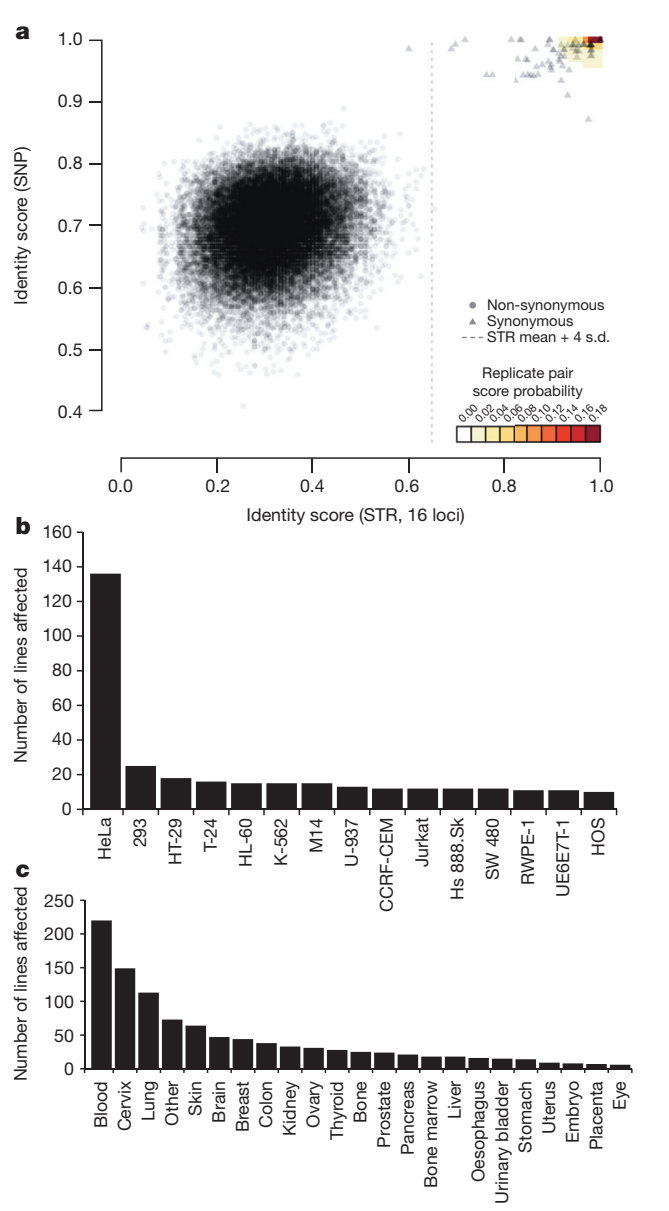 a
1.0
0.9
0.8
0.7
0.6
0.5
0.4
Identity score (SNP)
Non-synonymous
Synonymous
STR mean + 4 s.d.
Replicate pair
score probability
0.00
0.02
0.04
0.06
0.08
0.10
0.12
0.14
0.16
0.18
0.0
0.2
0.4
0.6
0.8
1.0
Identity score (STR, 16 loci)
b
160
140
120
100
80
60
40
20
0
Number of lines affected
HeLa
293
HT-29
T-24
HL-60
K-562
M14
U-937
CCRF-CEM
Jurkat
Hs 888.Sk
SW 480
RWPE-1
UE6E7T-1
HOS
c
250
200
150
100
50
0
Number of lines affected
Blood
Cervix
Lung
Other
Skin
Brain
Breast
Colon
Kidney
Ovary
Thyroid
Bone
Prostate
Pancreas
Bone marrow
Liver
Oesophagus
Urinary bladder
Stomach
Uterus
Embryo
Placenta
Eye